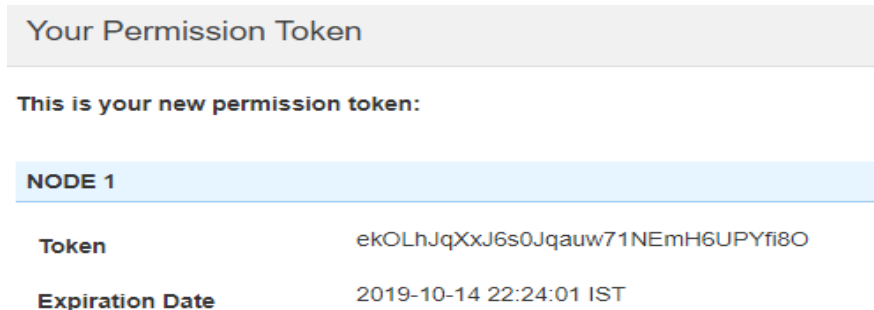 Your Permission Token
This is your new permission token:
NODE 1
Token ekOLhJqXxJ6s0Jqauw71NEmH6UPYfi8O
Expiration Date 2019-10-14 22:24:01 IST